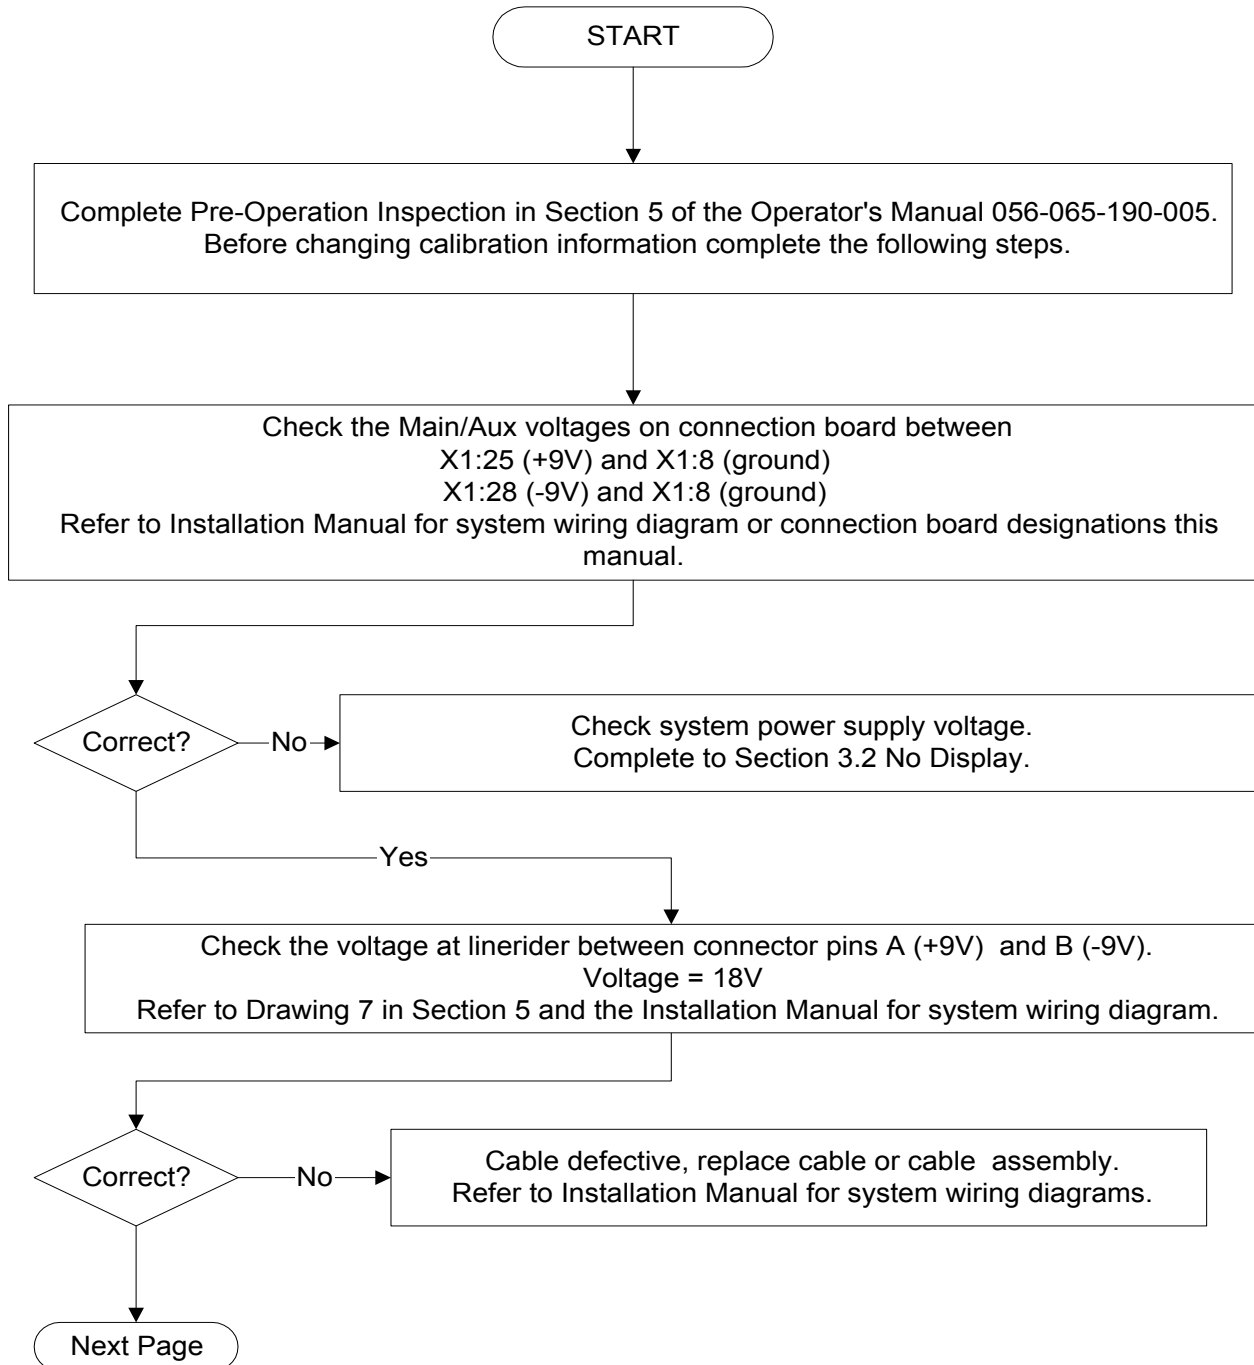 START
Complete Pre-Operation Inspection in Section 5 of the Operator's Manual 056-065-190-005.
Before changing calibration information complete the following steps.
Check the Main/Aux voltages on connection board between
X1:25 (+9V) and X1:8 (ground)
X1:28 (-9V) and X1:8 (ground)
Refer to Installation Manual for system wiring diagram or connection board designations this
manual.
Correct?
No
Check system power supply voltage.
Complete to Section 3.2 No Display.
Yes
Check the voltage at linerider between connector pins A (+9V) and B (-9V).
Voltage = 18V
Refer to Drawing 7 in Section 5 and the Installation Manual for system wiring diagram.
Correct?
No
Cable defective, replace cable or cable assembly.
Refer to Installation Manual for system wiring diagrams.
Next Page